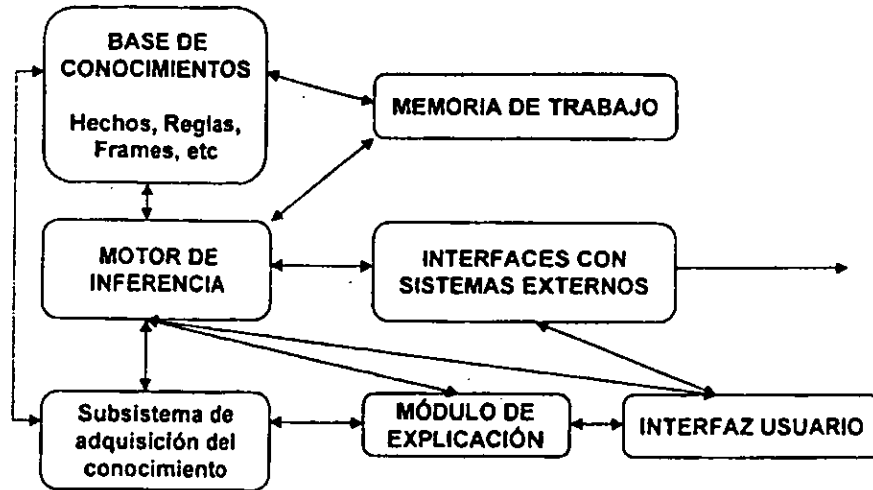 BASE DE
CONOCIMIENTOS
Hechos, Reglas,
Frames, etc
MEMORIA DE TRABAJO
MOTOR DE
INFERENCIA
INTERFACES CON
SISTEMAS EXTERNOS
Subsistema de
adquisición del
conocimiento
MÓDULO DE
EXPLICACIÓN
INTERFAZ USUARIO